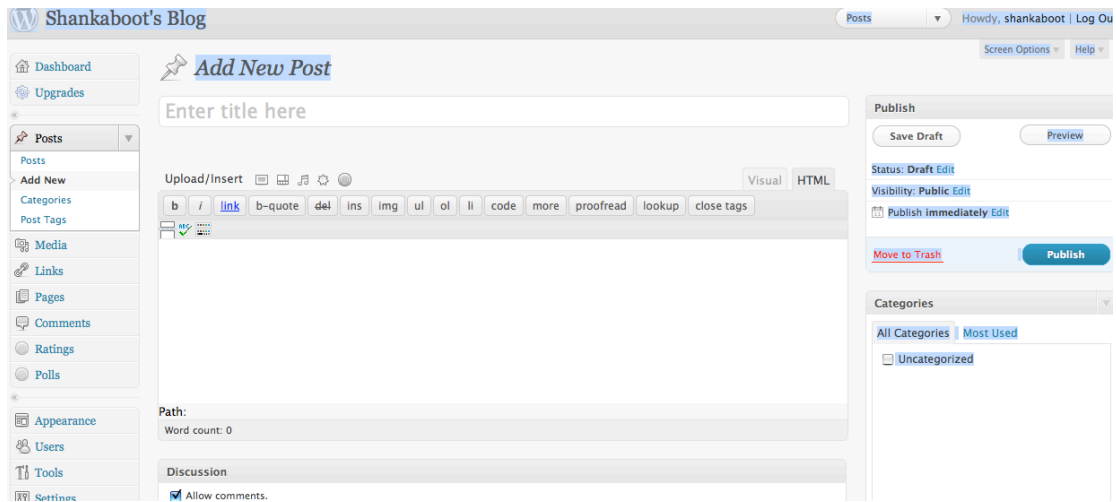 Shankaboot's Blog
Posts
Howdy, shankaboot | Log Ou
Screen Options
Help
Dashboard
Upgrades
Posts
Posts
Add New
Categories
Post Tags
Media
Links
Pages
Comments
Ratings
Polls
Appearance
Users
Tools
Settings
Add New Post
Enter title here
Upload/Insert
Visual
HTML
b i link b-quote del ins img ul ol li code more proofread lookup close tags
ABC
Path:
Word count: 0
Discussion
Allow comments.
Publish
Save Draft
Preview
Status: Draft Edit
Visibility: Public Edit
Publish immediately Edit
Move to Trash
Publish
Categories
All Categories
Most Used
Uncategorized